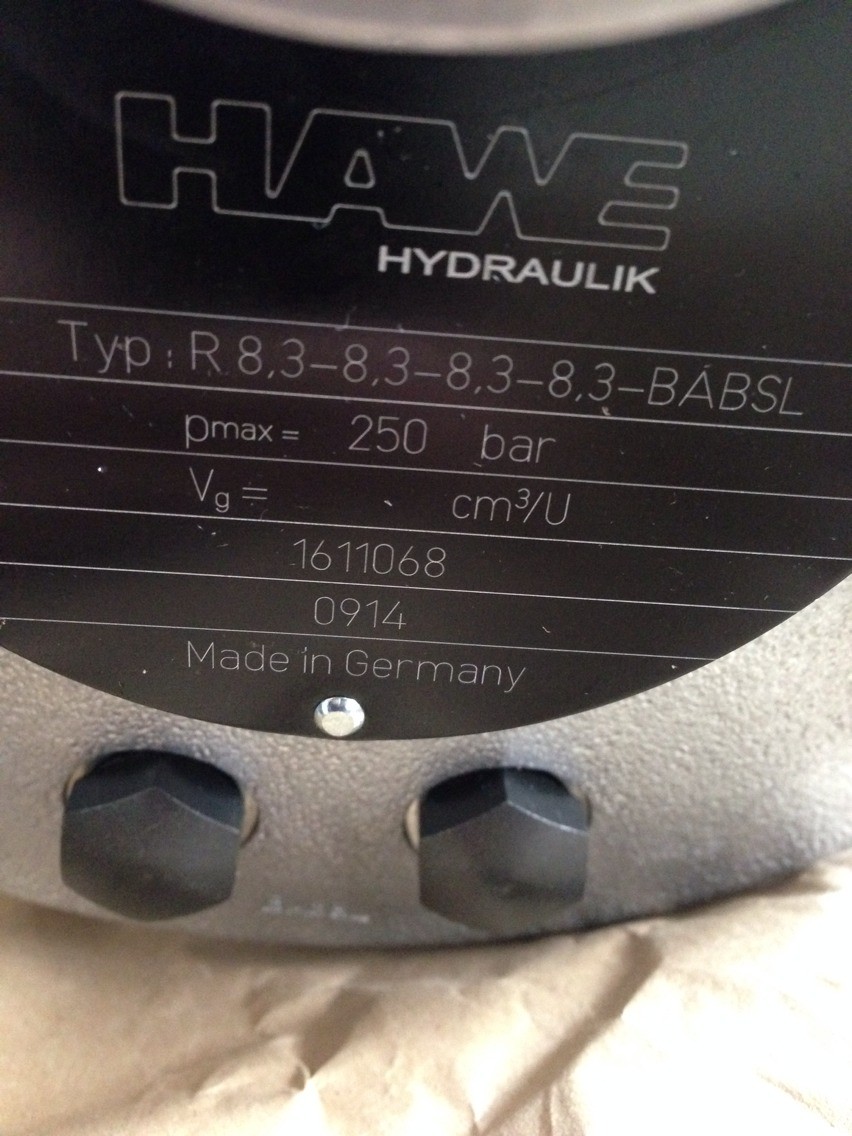 HAWE
HYDRAULIK
Typ: R 8,3-8,3-8,3-8,3-BABSL
pmax = 250 bar
Vg = cm³/U
1611068
0914
Made in Germany